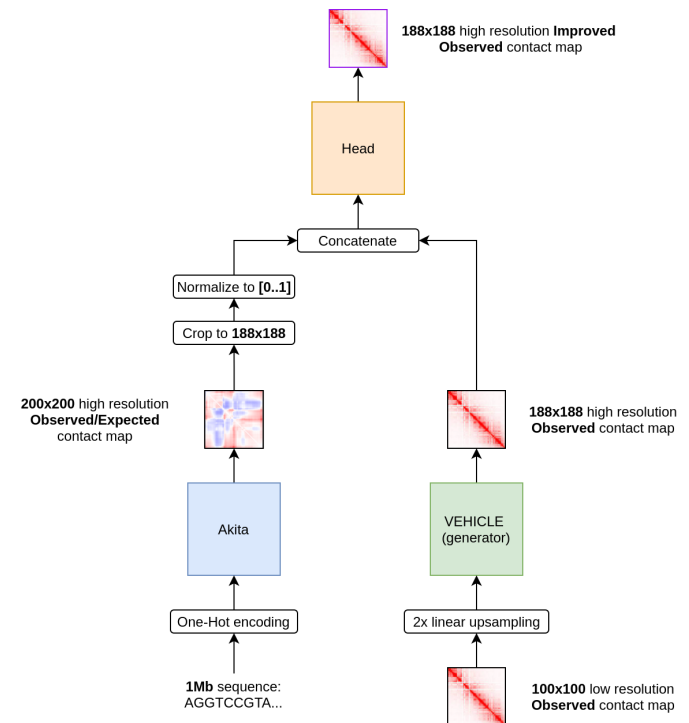 188x188 high resolution Improved
Observed contact map
Head
Concatenate
Normalize to [0..1]
Crop to 188x188
200x200 high resolution
Observed/Expected
contact map
188x188 high resolution
Observed contact map
Akita
VEHICLE
(generator)
One-Hot encoding
2x linear upsampling
1Mb sequence:
AGGTCCGTA...
100x100 low resolution
Observed contact map